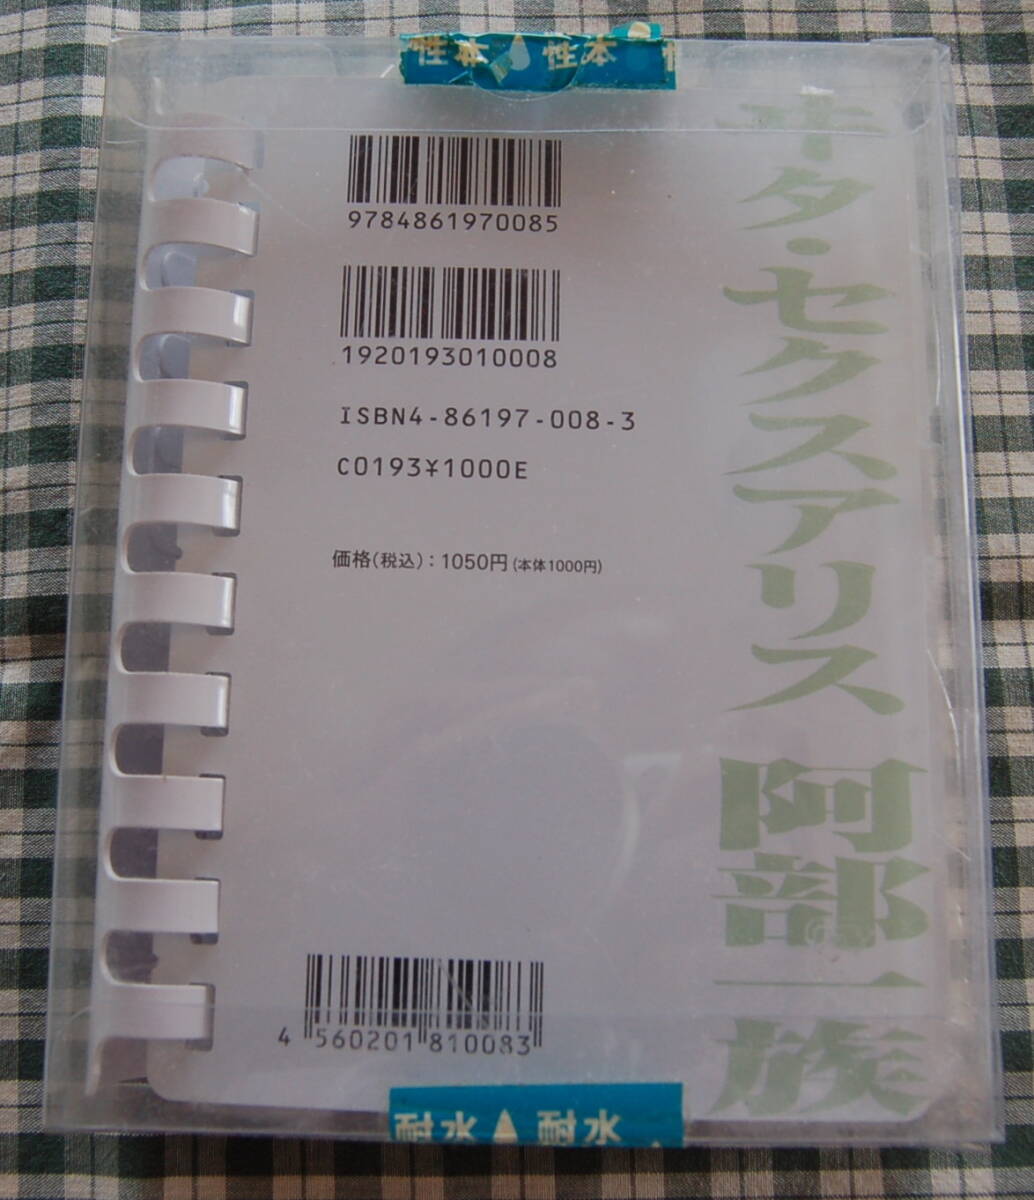 性本 性本 性
9784861970085
1920193010008
ISBN4-86197-008-3
C0193¥1000E
価格(税込):1050円(本体1000円)
ヰタ・セクスアリス 阿部一族
4 560201 810083
耐水 耐水